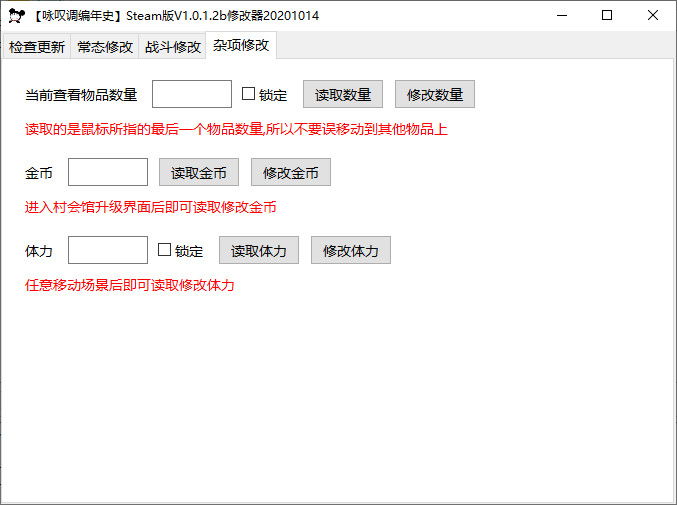 【咏叹调编年史】Steam版V1.0.1.2b修改器20201014
检查更新 常态修改 战斗修改 杂项修改
当前查看物品数量 锁定 读取数量 修改数量
读取的是鼠标所指的最后一个物品数量,所以不要误移动到其他物品上
金币 读取金币 修改金币
进入村会馆升级界面后即可读取修改金币
体力 锁定 读取体力 修改体力
任意移动场景后即可读取修改体力